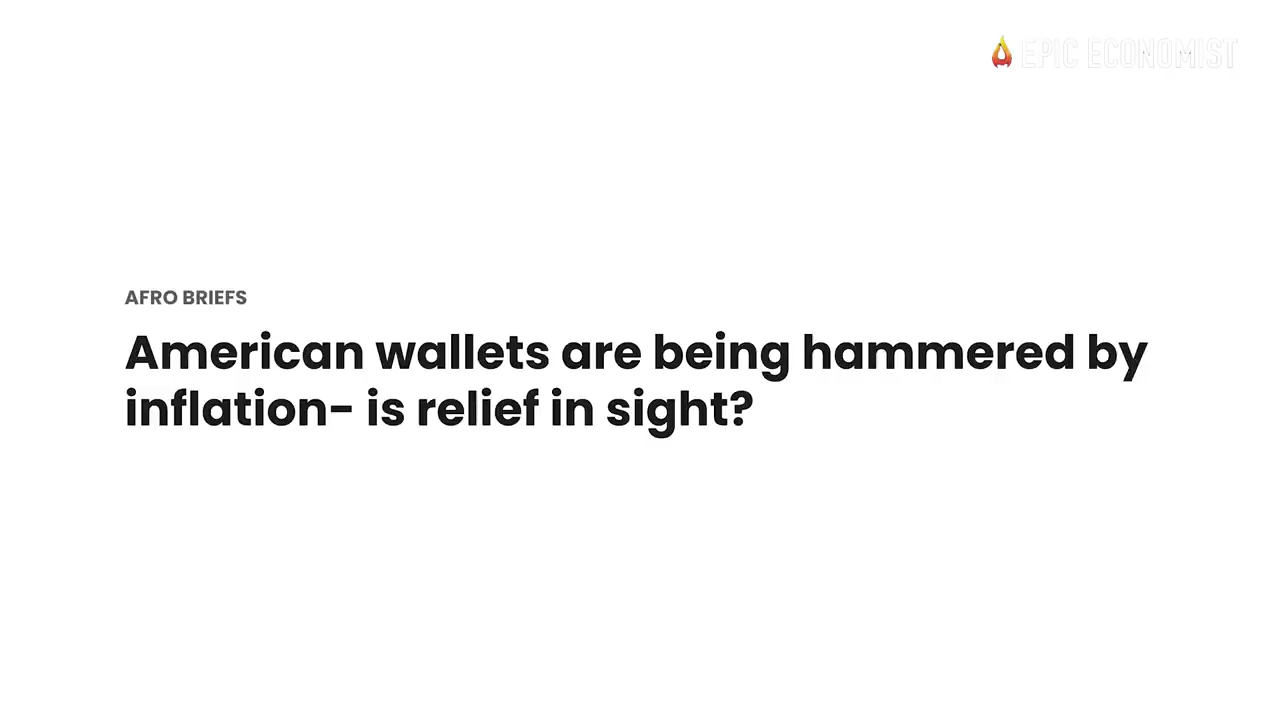 EPIC ECONOMIST
AFRO BRIEFS
American wallets are being hammered by
inflation- is relief in sight?